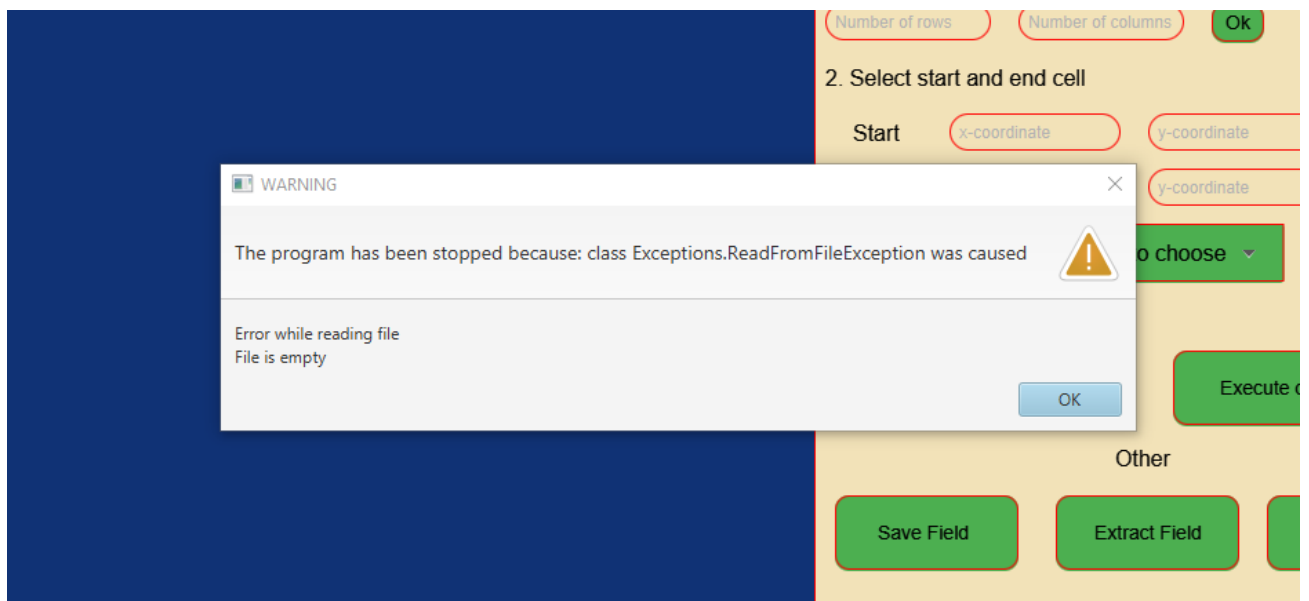 Number of rows Number of columns Ok
2. Select start and end cell
Start x-coordinate y-coordinate
WARNING
y-coordinate
The program has been stopped because: class Exceptions.ReadFromFileException was caused
o choose
Error while reading file
File is empty
OK
Execute
Other
Save Field Extract Field